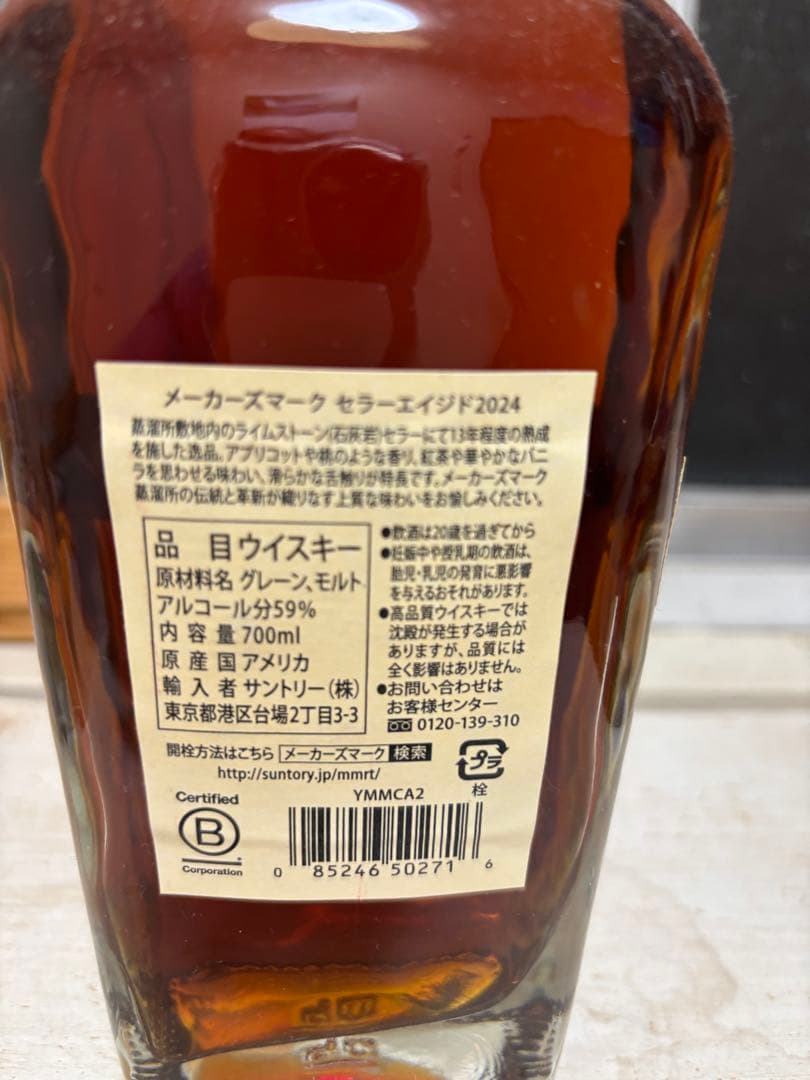 メーカーズマーク セラーエイジド2024
蒸溜所敷地内のライムストーン(石灰岩)セラーにて13年程度の熟成
を施した逸品。アプリコットや桃のような香り、紅茶や華やかなバニ
ラを思わせる味わい、滑らかな舌触りが特長です。メーカーズマーク
蒸溜所の伝統と革新が織りなす上質な味わいをお愉しみください。
品 目 ウイスキー
原材料名 グレーン、モルト
アルコール分59%
内 容 量 700ml
原 産 国 アメリカ
輸 入 者 サントリー(株)
東京都港区台場2丁目3-3
●飲酒は20歳を過ぎてから
●妊娠中や授乳期の飲酒は、
胎児・乳児の発育に悪影響
を与えるおそれがあります。
●高品質ウイスキーでは
沈殿が発生する場合が
ありますが、品質には
全く影響はありません。
●お問い合わせは
お客様センター
0120-139-310
開栓方法はこちら メーカーズマーク 検索
http://suntory.jp/mmrt/
プラ
栓
YMMCA2
Certified
B
Corporation
0 85246 50271 6